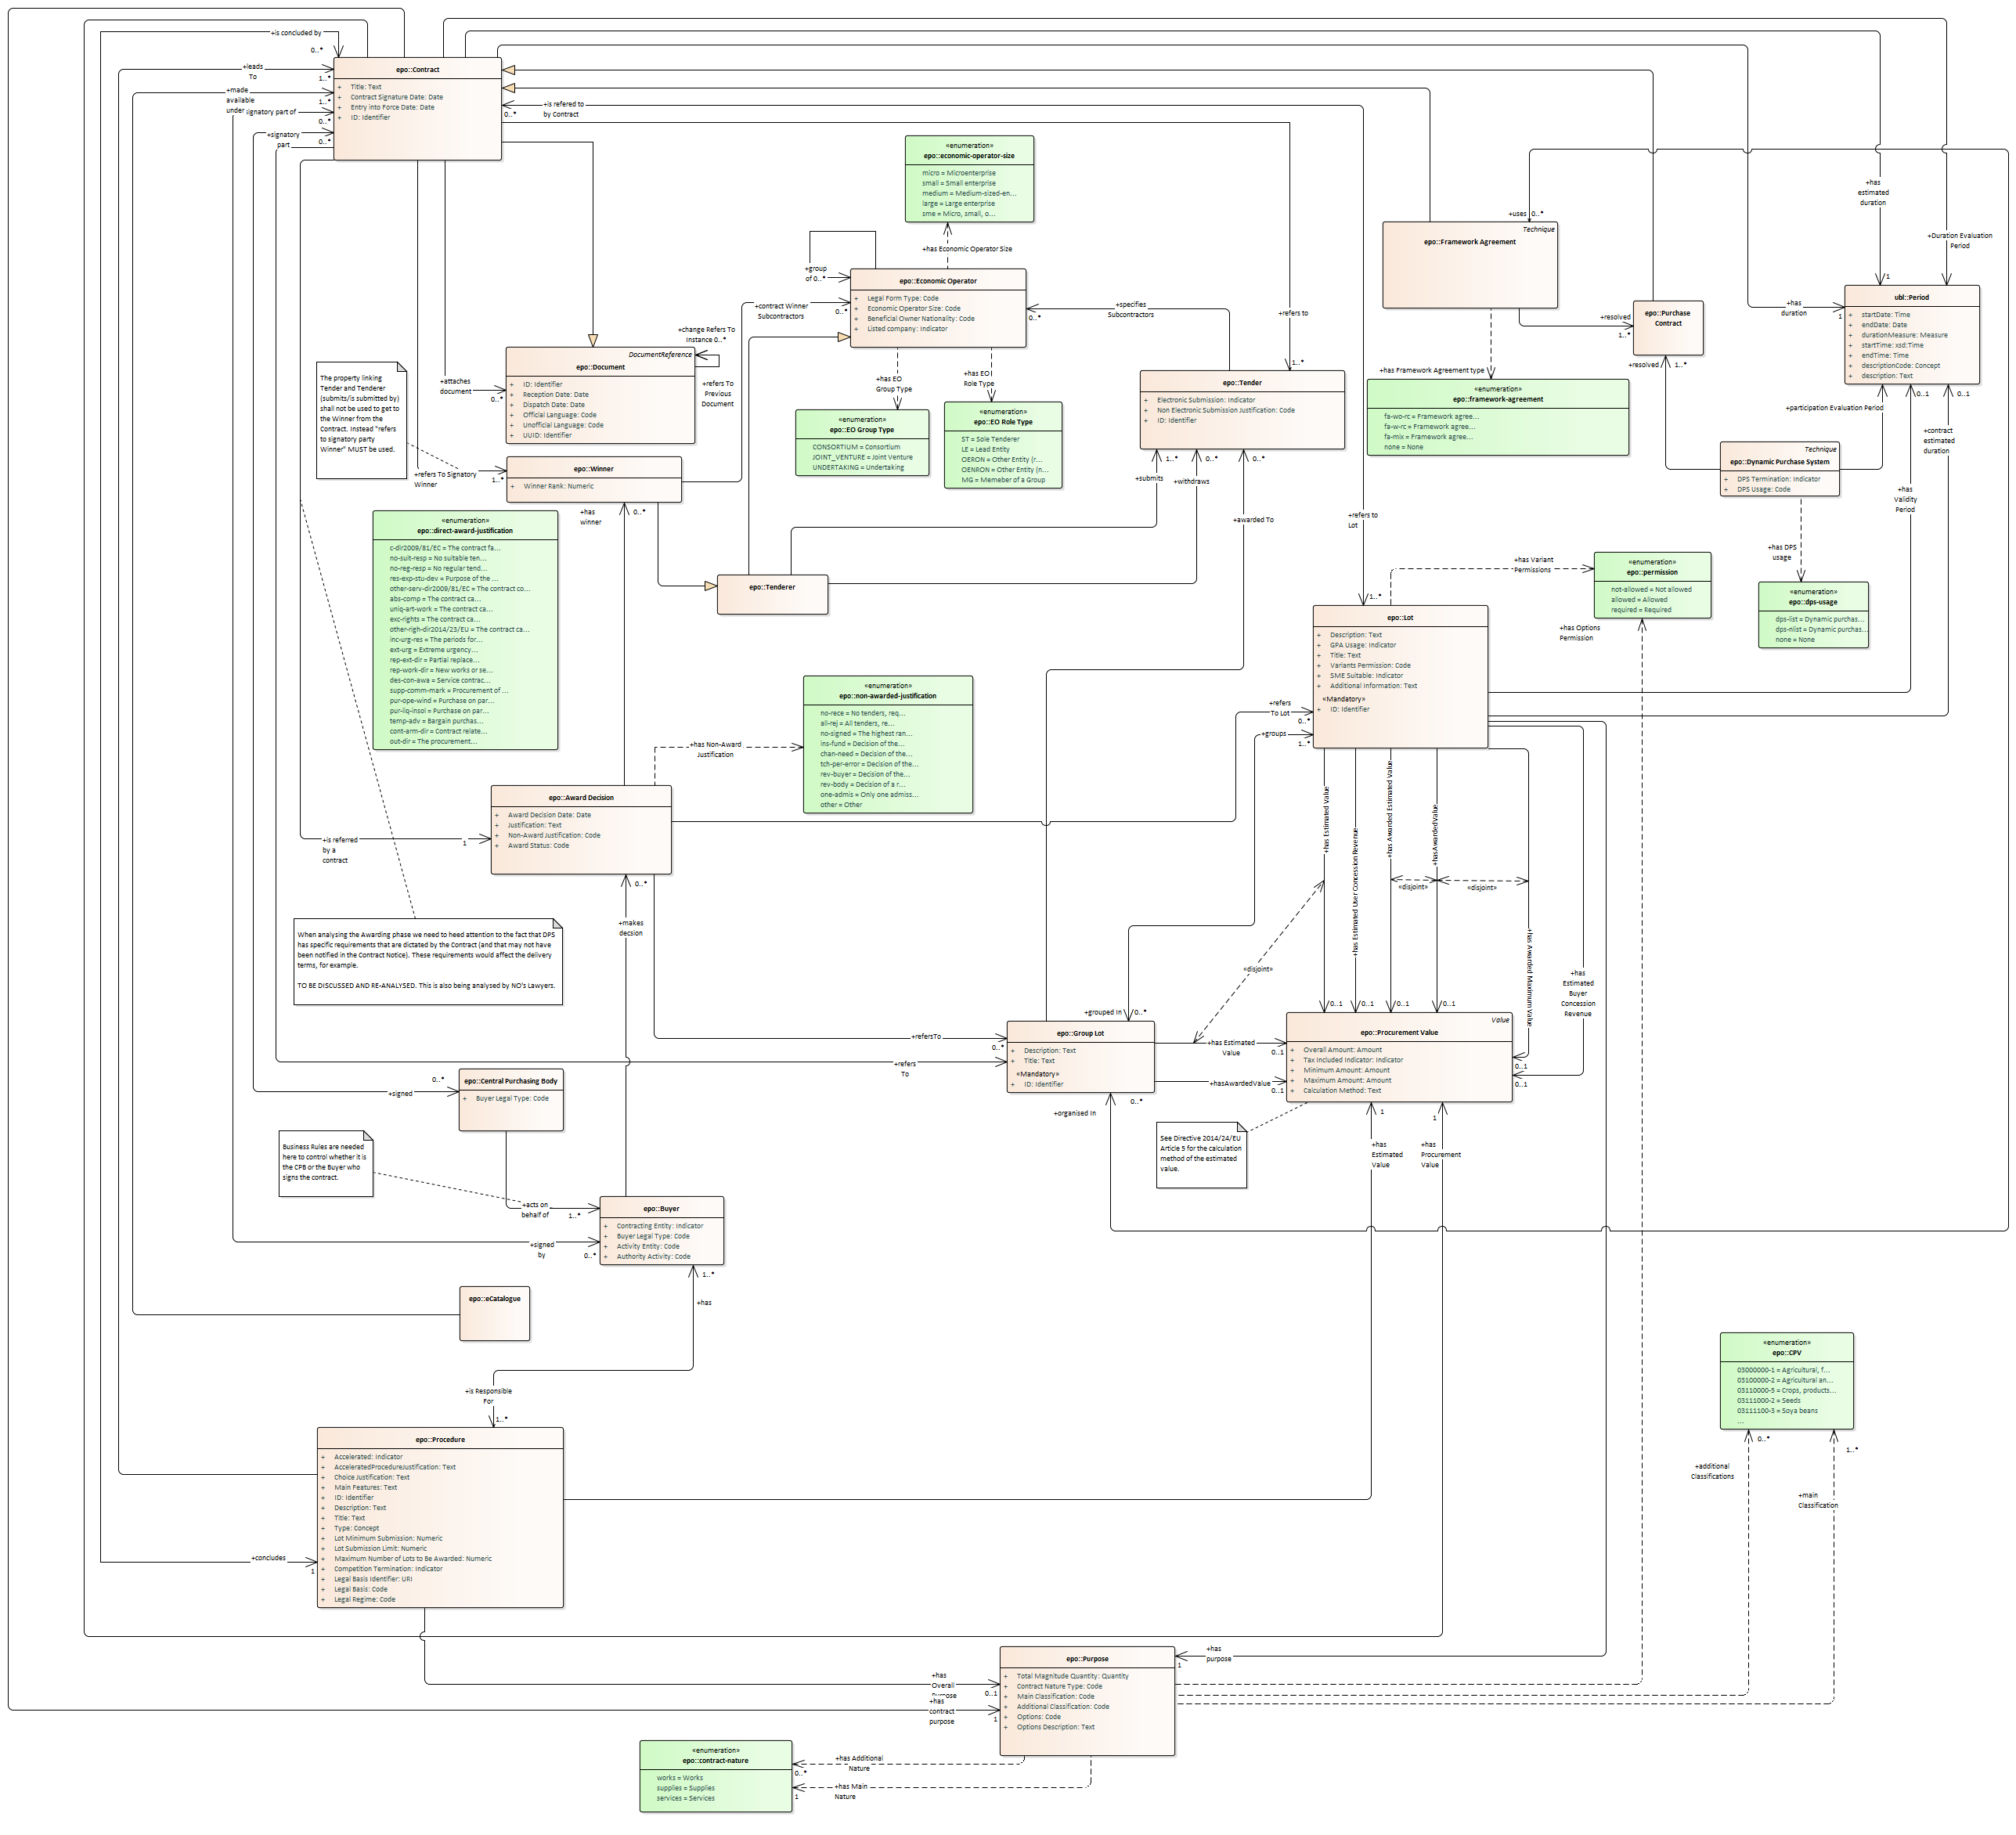 +is concluded by
0..*
+leads
To
1..*
+made
available
under
1..*
signatory part of
0..*
+signatory
part
0..*
epo::Contract
+ Title: Text
+ Contract Signature Date: Date
+ Entry into Force Date: Date
+ ID: Identifier
+is refered to
by Contract
0..*
«enumeration»
epo::economic-operator-size
micro = Microenterprise
small = Small enterprise
medium = Medium-sized-en...
large = Large enterprise
sme = Micro, small, o...
+has Economic Operator Size
+group
of 0..*
epo::Economic Operator
+ Legal Form Type: Code
+ Economic Operator Size: Code
+ Beneficial Owner Nationality: Code
+ Listed company: Indicator
+contract Winner
Subcontractors
0..*
+specifies
Subcontractors
0..*
+refers to
1..*
+uses 0..*
Technique
epo::Framework Agreement
+has
estimated
duration
1
+Duration Evaluation
Period
+has
duration
1
ubl::Period
+ startDate: Time
+ endDate: Date
+ durationMeasure: Measure
+ startTime: xsd:Time
+ endTime: Time
+ descriptionCode: Concept
+ description: Text
epo::Purchase
Contract
+resolved
1..*
+resolved
1..*
+has Framework Agreement type
«enumeration»
epo::framework-agreement
fa-wo-rc = Framework agree...
fa-w-rc = Framework agree...
fa-mix = Framework agree...
none = None
+participation Evaluation Period
0..1
0..1
+contract
estimated
duration
+has
Validity
Period
Technique
epo::Dynamic Purchase System
+ DPS Termination: Indicator
+ DPS Usage: Code
+has DPS
usage
«enumeration»
epo::dps-usage
dps-list = Dynamic purchas...
dps-nlist = Dynamic purchas...
none = None
+change Refers To
Instance 0..*
DocumentReference
epo::Document
+ ID: Identifier
+ Reception Date: Date
+ Dispatch Date: Date
+ Official Language: Code
+ Unofficial Language: Code
+ UUID: Identifier
+refers To
Previous
Document
+attaches
document
0..*
The property linking
Tender and Tenderer
(submits/is submitted by)
shall not be used to get to
the Winner from the
Contract. Instead "refers
to signatory party
Winner" MUST be used.
+refers To Signatory
Winner
1..*
epo::Winner
+ Winner Rank: Numeric
+has
winner
0..*
+has EO
Group Type
+has EO
Role Type
«enumeration»
epo::EO Group Type
CONSORTIUM = Consortium
JOINT_VENTURE = Joint Venture
UNDERTAKING = Undertaking
«enumeration»
epo::EO Role Type
ST = Sole Tenderer
LE = Lead Entity
OERON = Other Entity (r...
OENRON = Other Entity (n...
MG = Memeber of a Group
epo::Tender
+ Electronic Submission: Indicator
+ Non Electronic Submission Justification: Code
+ ID: Identifier
1..*
+submits
0..*
+withdraws
0..*
+awarded To
+refers to
Lot
1..*
epo::Tenderer
«enumeration»
epo::direct-award-justification
c-dir2009/81/EC = The contract fa...
no-suit-resp = No suitable ten...
no-reg-resp = No regular tend...
res-exp-stu-dev = Purpose of the ...
other-serv-dir2009/81/EC = The contract co...
abs-comp = The contract ca...
uniq-art-work = The contract ca...
exc-rights = The contract ca...
other-righ-dir2014/23/EU = The contract ca...
inc-urg-res = The periods for...
ext-urg = Extreme urgency...
rep-ext-dir = Partial replace...
rep-work-dir = New works or se...
des-con-awa = Service contrac...
supp-comm-mark = Procurement of ...
pur-ope-wind = Purchase on par...
pur-liq-insol = Purchase on par...
temp-adv = Bargain purchas...
cont-arm-dir = Contract relate...
out-dir = The procurement...
+has Variant
Permissions
«enumeration»
epo::permission
not-allowed = Not allowed
allowed = Allowed
required = Required
+has Options
Permission
epo::Lot
+ Description: Text
+ GPA Usage: Indicator
+ Title: Text
+ Variants Permission: Code
+ SME Suitable: Indicator
+ Additional Information: Text
«Mandatory»
+ ID: Identifier
+refers
To Lot
0..*
+groups
1..*
«enumeration»
epo::non-awarded-justification
no-rece = No tenders, req...
all-rej = All tenders, re...
no-signed = The highest ran...
ins-fund = Decision of the...
chan-need = Decision of the...
tch-per-error = Decision of the...
rev-buyer = Decision of the...
rev-body = Decision of a r...
one-admis = Only one admiss...
other = Other
+has Non-Award
Justification
epo::Award Decision
+ Award Decision Date: Date
+ Justification: Text
+ Non-Award Justification: Code
+ Award Status: Code
+is referred
by a
contract
1
0..*
+makes
decsion
+has Estimated Value
+has Estimated User Concession Revenue
+has Awarded Estimated Value
+hasAwardedValue
+has Awarded Maximum Value
«disjoint»
«disjoint»
«disjoint»
+has
Estimated
Buyer
Concession
Revenue
0..1
0..1
0..1
0..1
When analysing the Awarding phase we need to heed attention to the fact that DPS
has specific requirements that are dictated by the Contract (and that may not have
been notified in the Contract Notice). These requirements would affect the delivery
terms, for example.
TO BE DISCUSSED AND RE-ANALYSED. This is also being analysed by NO's Lawyers.
+grouped In
0..*
epo::Group Lot
+ Description: Text
+ Title: Text
«Mandatory»
+ ID: Identifier
+refersTo
0..*
+refers
To
+has Estimated
Value
0..1
+hasAwardedValue
0..1
+organised In
0..*
Value
epo::Procurement Value
+ Overall Amount: Amount
+ Tax Included Indicator: Indicator
+ Minimum Amount: Amount
+ Maximum Amount: Amount
+ Calculation Method: Text
0..1
0..1
1
+has
Estimated
Value
1
+has
Procurement
Value
See Directive 2014/24/EU
Article 5 for the calculation
method of the estimated
value.
0..*
+signed
epo::Central Purchasing Body
+ Buyer Legal Type: Code
Business Rules are needed
here to control whether it is
the CPB or the Buyer who
signs the contract.
+acts on
behalf of
1..*
+signed
by
0..*
epo::Buyer
+ Contracting Entity: Indicator
+ Buyer Legal Type: Code
+ Activity Entity: Code
+ Authority Activity: Code
1..*
+has
epo::eCatalogue
+is Responsible
For
1..*
epo::Procedure
+ Accelerated: Indicator
+ AcceleratedProcedureJustification: Text
+ Choice Justification: Text
+ Main Features: Text
+ ID: Identifier
+ Description: Text
+ Title: Text
+ Type: Concept
+ Lot Minimum Submission: Numeric
+ Lot Submission Limit: Numeric
+ Maximum Number of Lots to Be Awarded: Numeric
+ Competition Termination: Indicator
+ Legal Basis Identifier: URI
+ Legal Basis: Code
+ Legal Regime: Code
+concludes
1
«enumeration»
epo::CPV
03000000-1 = Agricultural, f...
03100000-2 = Agricultural an...
03110000-5 = Crops, products...
03111000-2 = Seeds
03111100-3 = Soya beans
...
0..*
+additional
Classifications
1..*
+main
Classification
+has
purpose
1
epo::Purpose
+ Total Magnitude Quantity: Quantity
+ Contract Nature Type: Code
+ Main Classification: Code
+ Additional Classification: Code
+ Options: Code
+ Options Description: Text
+has
Overall
Purpose
0..1
+has
contract
purpose
1
+has Additional
Nature
0..*
+has Main
Nature
1
«enumeration»
epo::contract-nature
works = Works
supplies = Supplies
services = Services